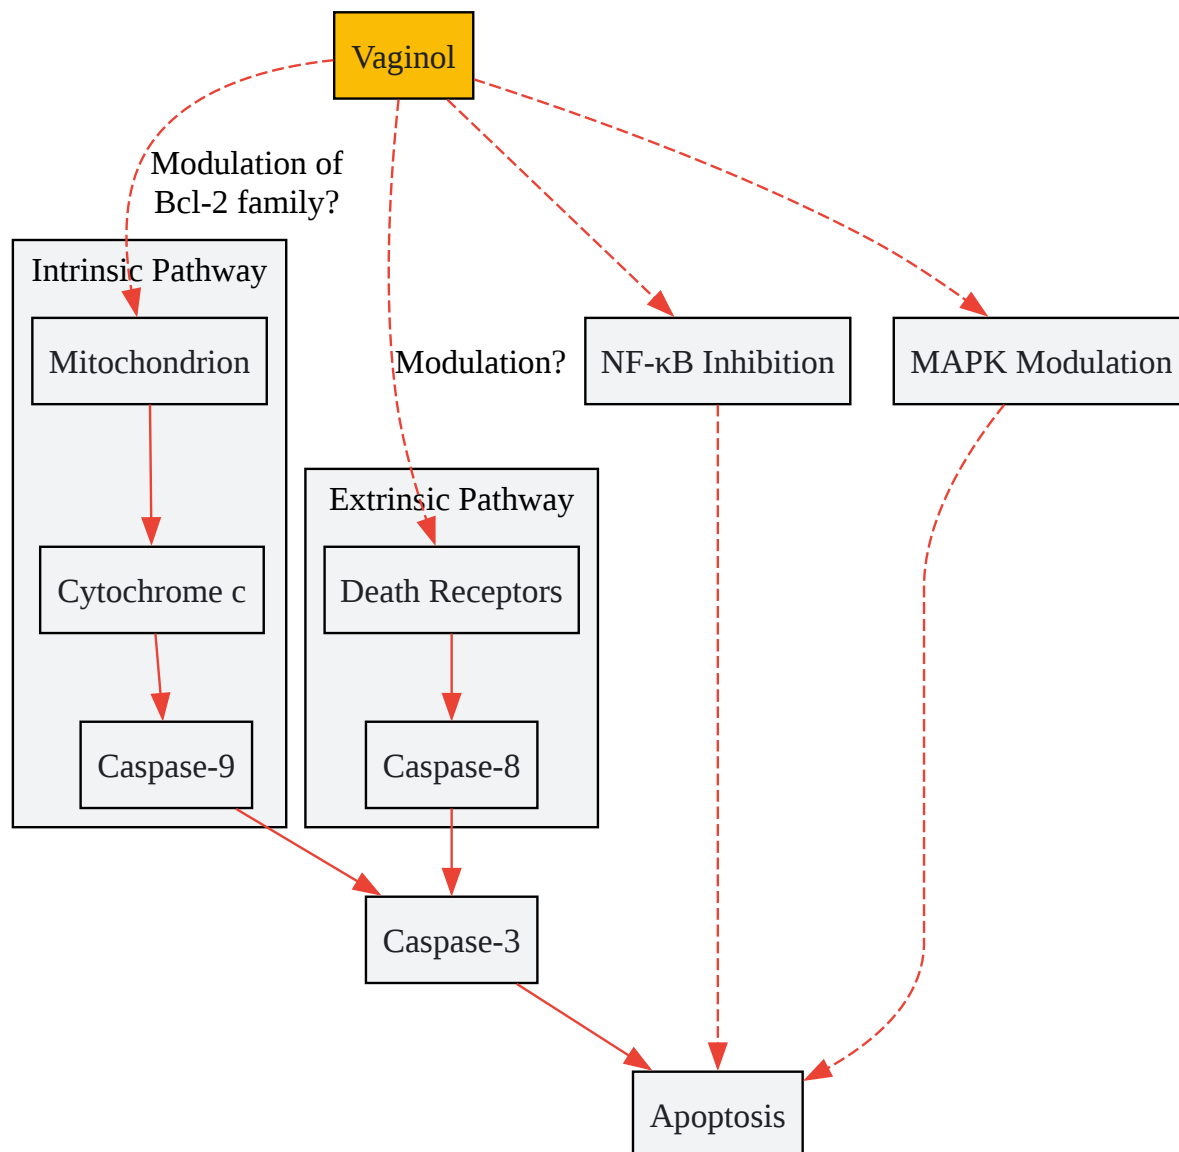 Vaginol
Modulation of
Bcl-2 family?
Intrinsic Pathway
Mitochondrion
Modulation?
NF-κB Inhibition
MAPK Modulation
Extrinsic Pathway
Cytochrome c
Death Receptors
Caspase-9
Caspase-8
Caspase-3
Apoptosis